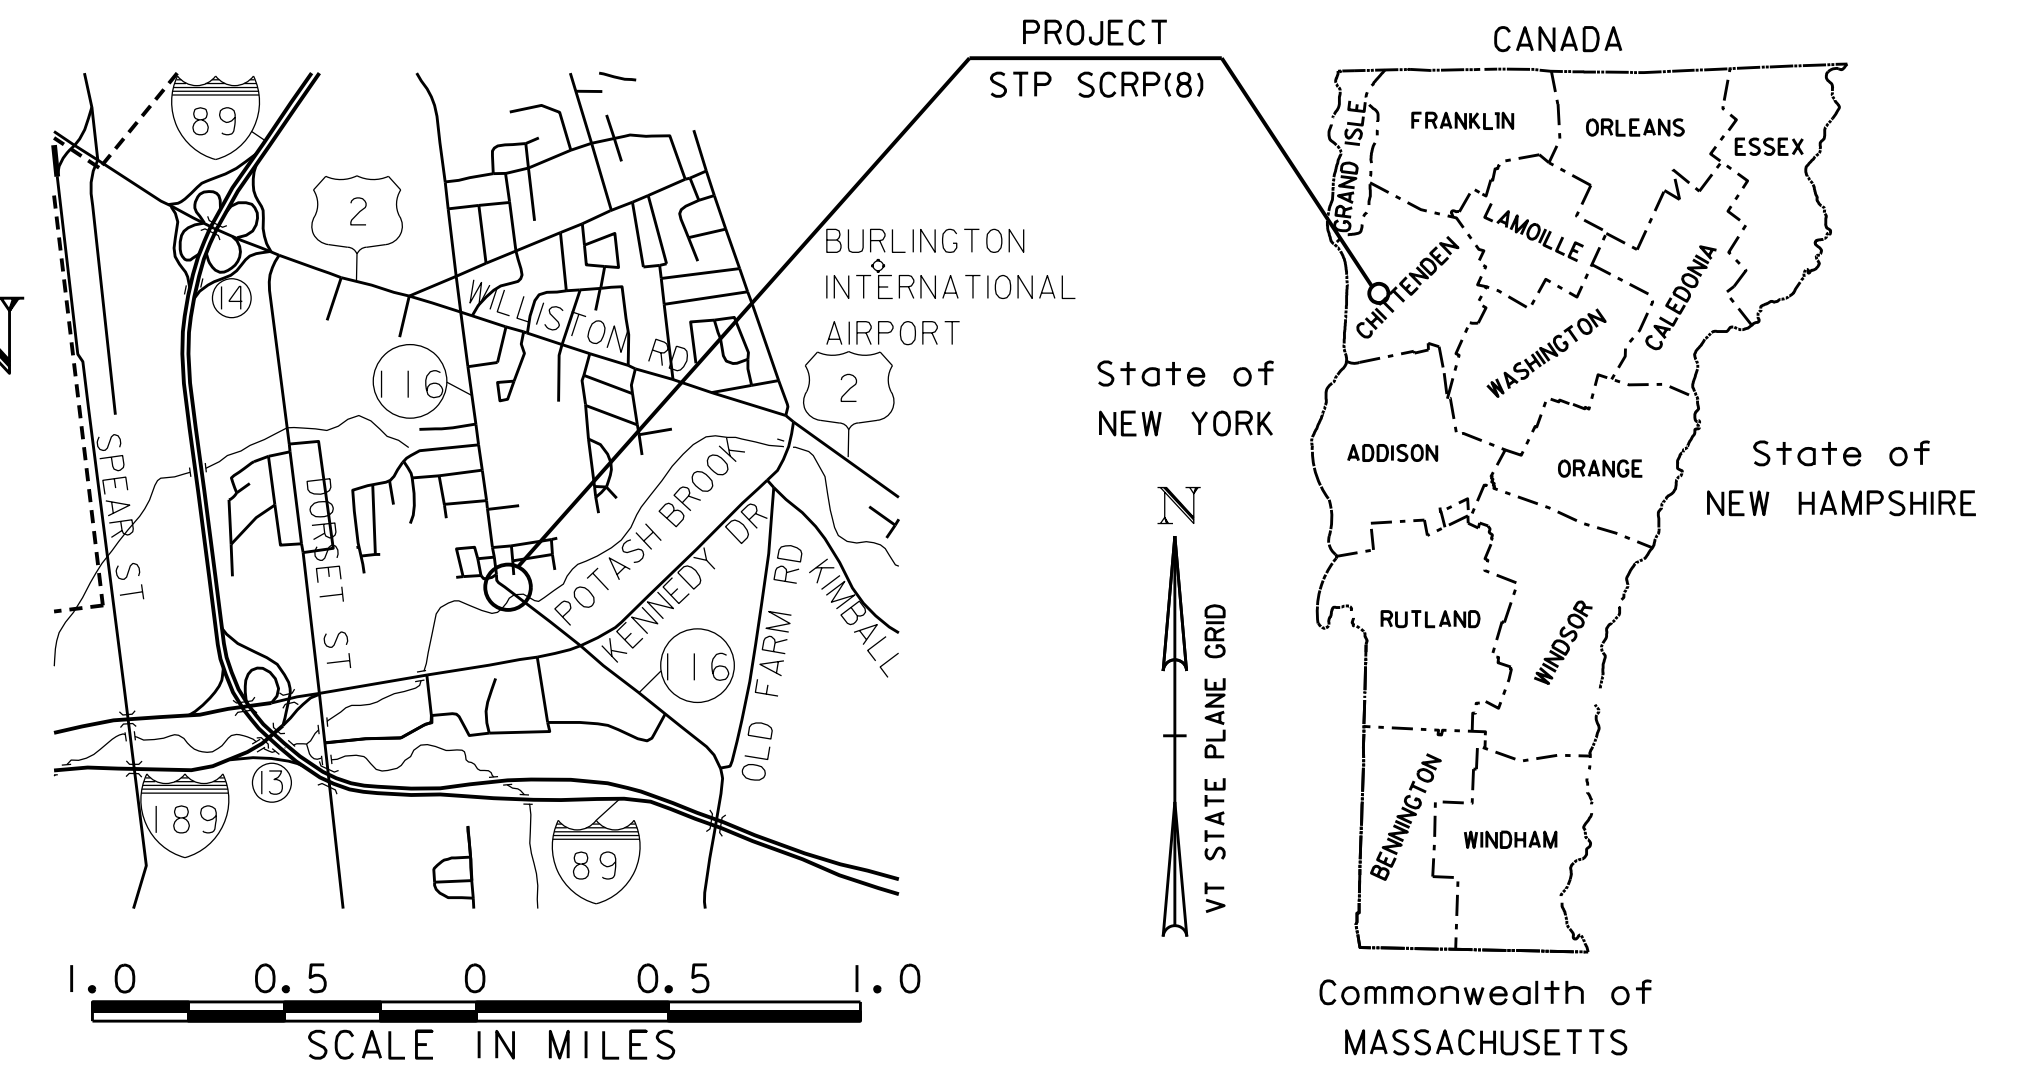 PROJECT
STP SCRP(8)
89
2
14
116
WILLISTON RD
BURLINGTON
INTERNATIONAL
AIRPORT
2
SPEAR ST
DORSET ST
POTASH BROOK
KENNEDY DR
OLD FARM RD
KIMBALL
116
13
189
89
1.0 0.5 0 0.5 1.0
SCALE IN MILES
CANADA
GRAND ISLE
FRANKLIN
ORLEANS
ESSEX
LAMOILLE
CHITTENDEN
CALEDONIA
WASHINGTON
State of
NEW YORK
ADDISON
ORANGE
State of
NEW HAMPSHIRE
N
VT STATE PLANE GRID
RUTLAND
WINDSOR
BENNINGTON
WINDHAM
Commonwealth of
MASSACHUSETTS